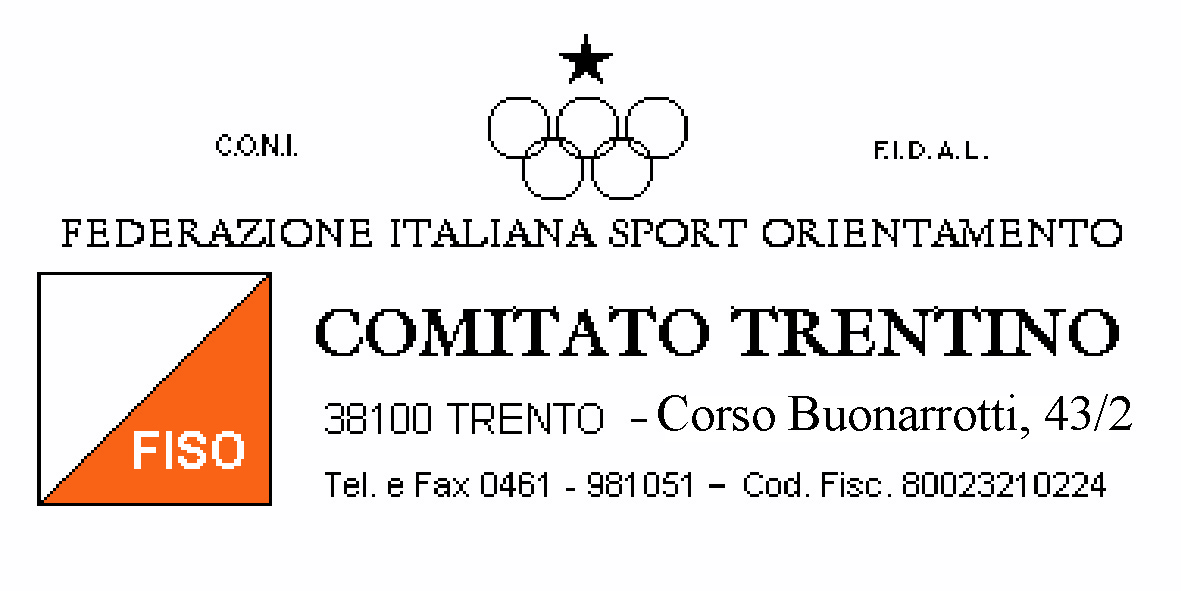 C.O.N.I. F.I.D.A.L.
FEDERAZIONE ITALIANA SPORT ORIENTAMENTO
COMITATO TRENTINO
38100 TRENTO – Corso Buonarrotti, 43/2
FISO
Tel. e Fax 0461 - 981051 – Cod. Fisc. 80023210224